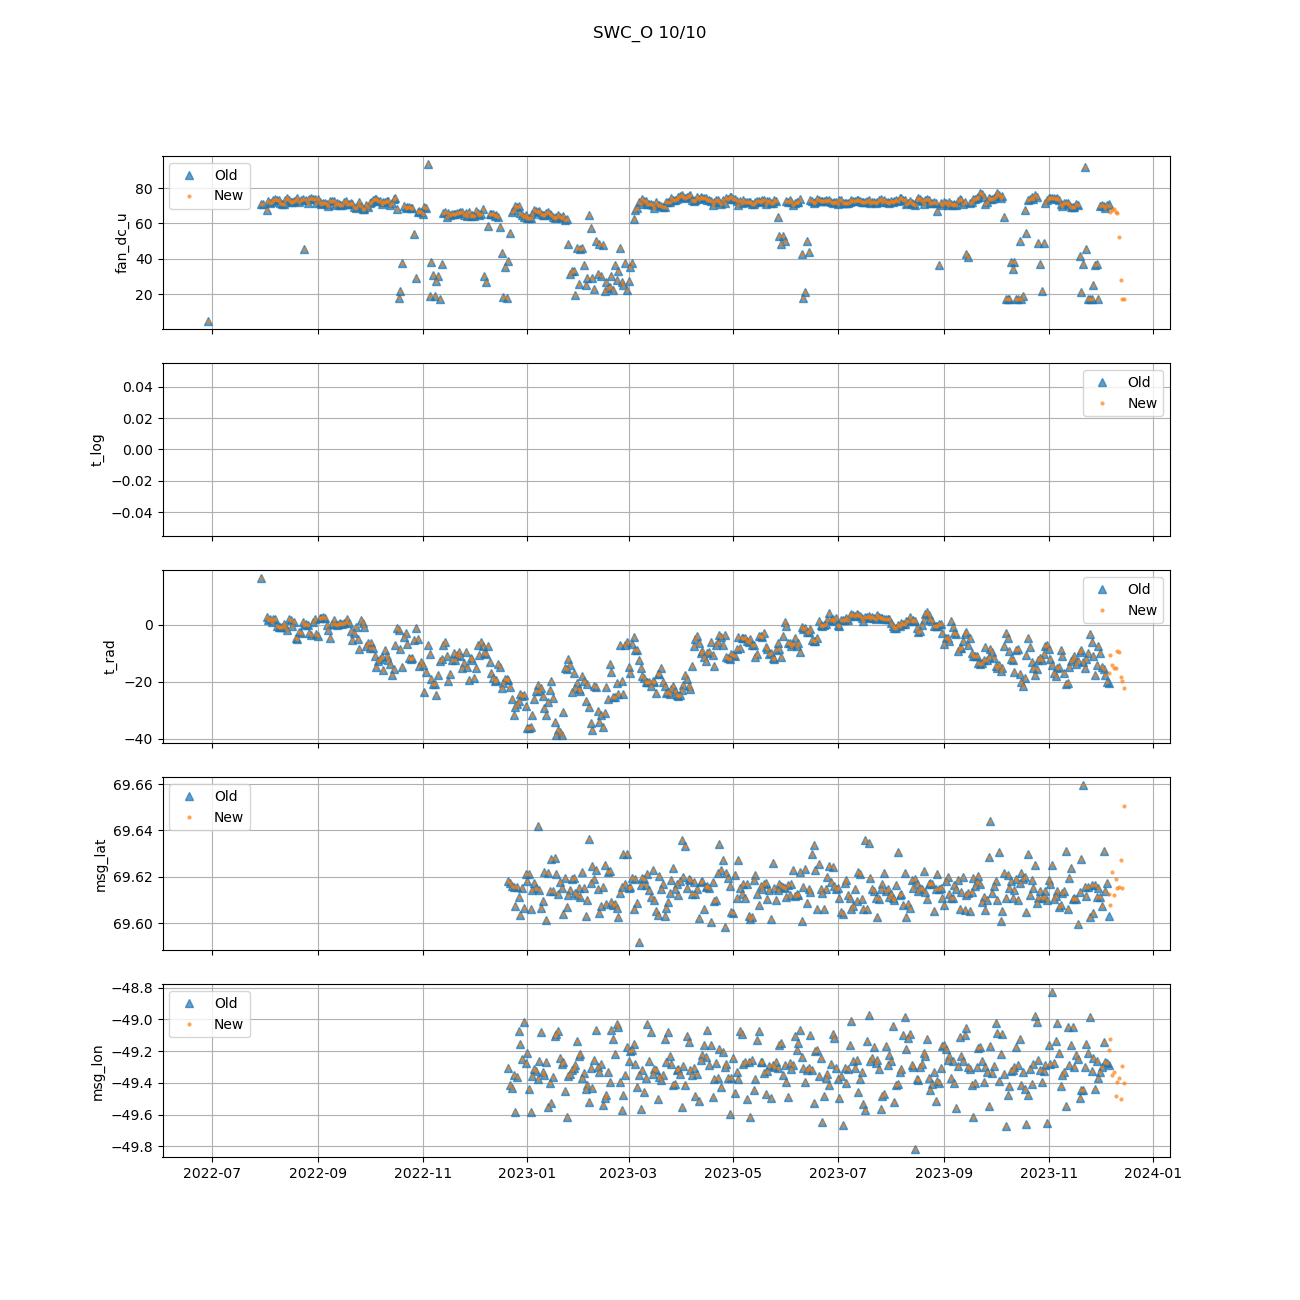 SWC_O 10/10
Old
New
80
60
40
20
fan_dc_u
Old
New
0.04
0.02
0.00
−0.02
−0.04
t_log
Old
New
0
−20
−40
t_rad
Old
New
69.66
69.64
69.62
69.60
msg_lat
Old
New
−48.8
−49.0
−49.2
−49.4
−49.6
−49.8
msg_lon
2022-07 2022-09 2022-11 2023-01 2023-03 2023-05 2023-07 2023-09 2023-11 2024-01